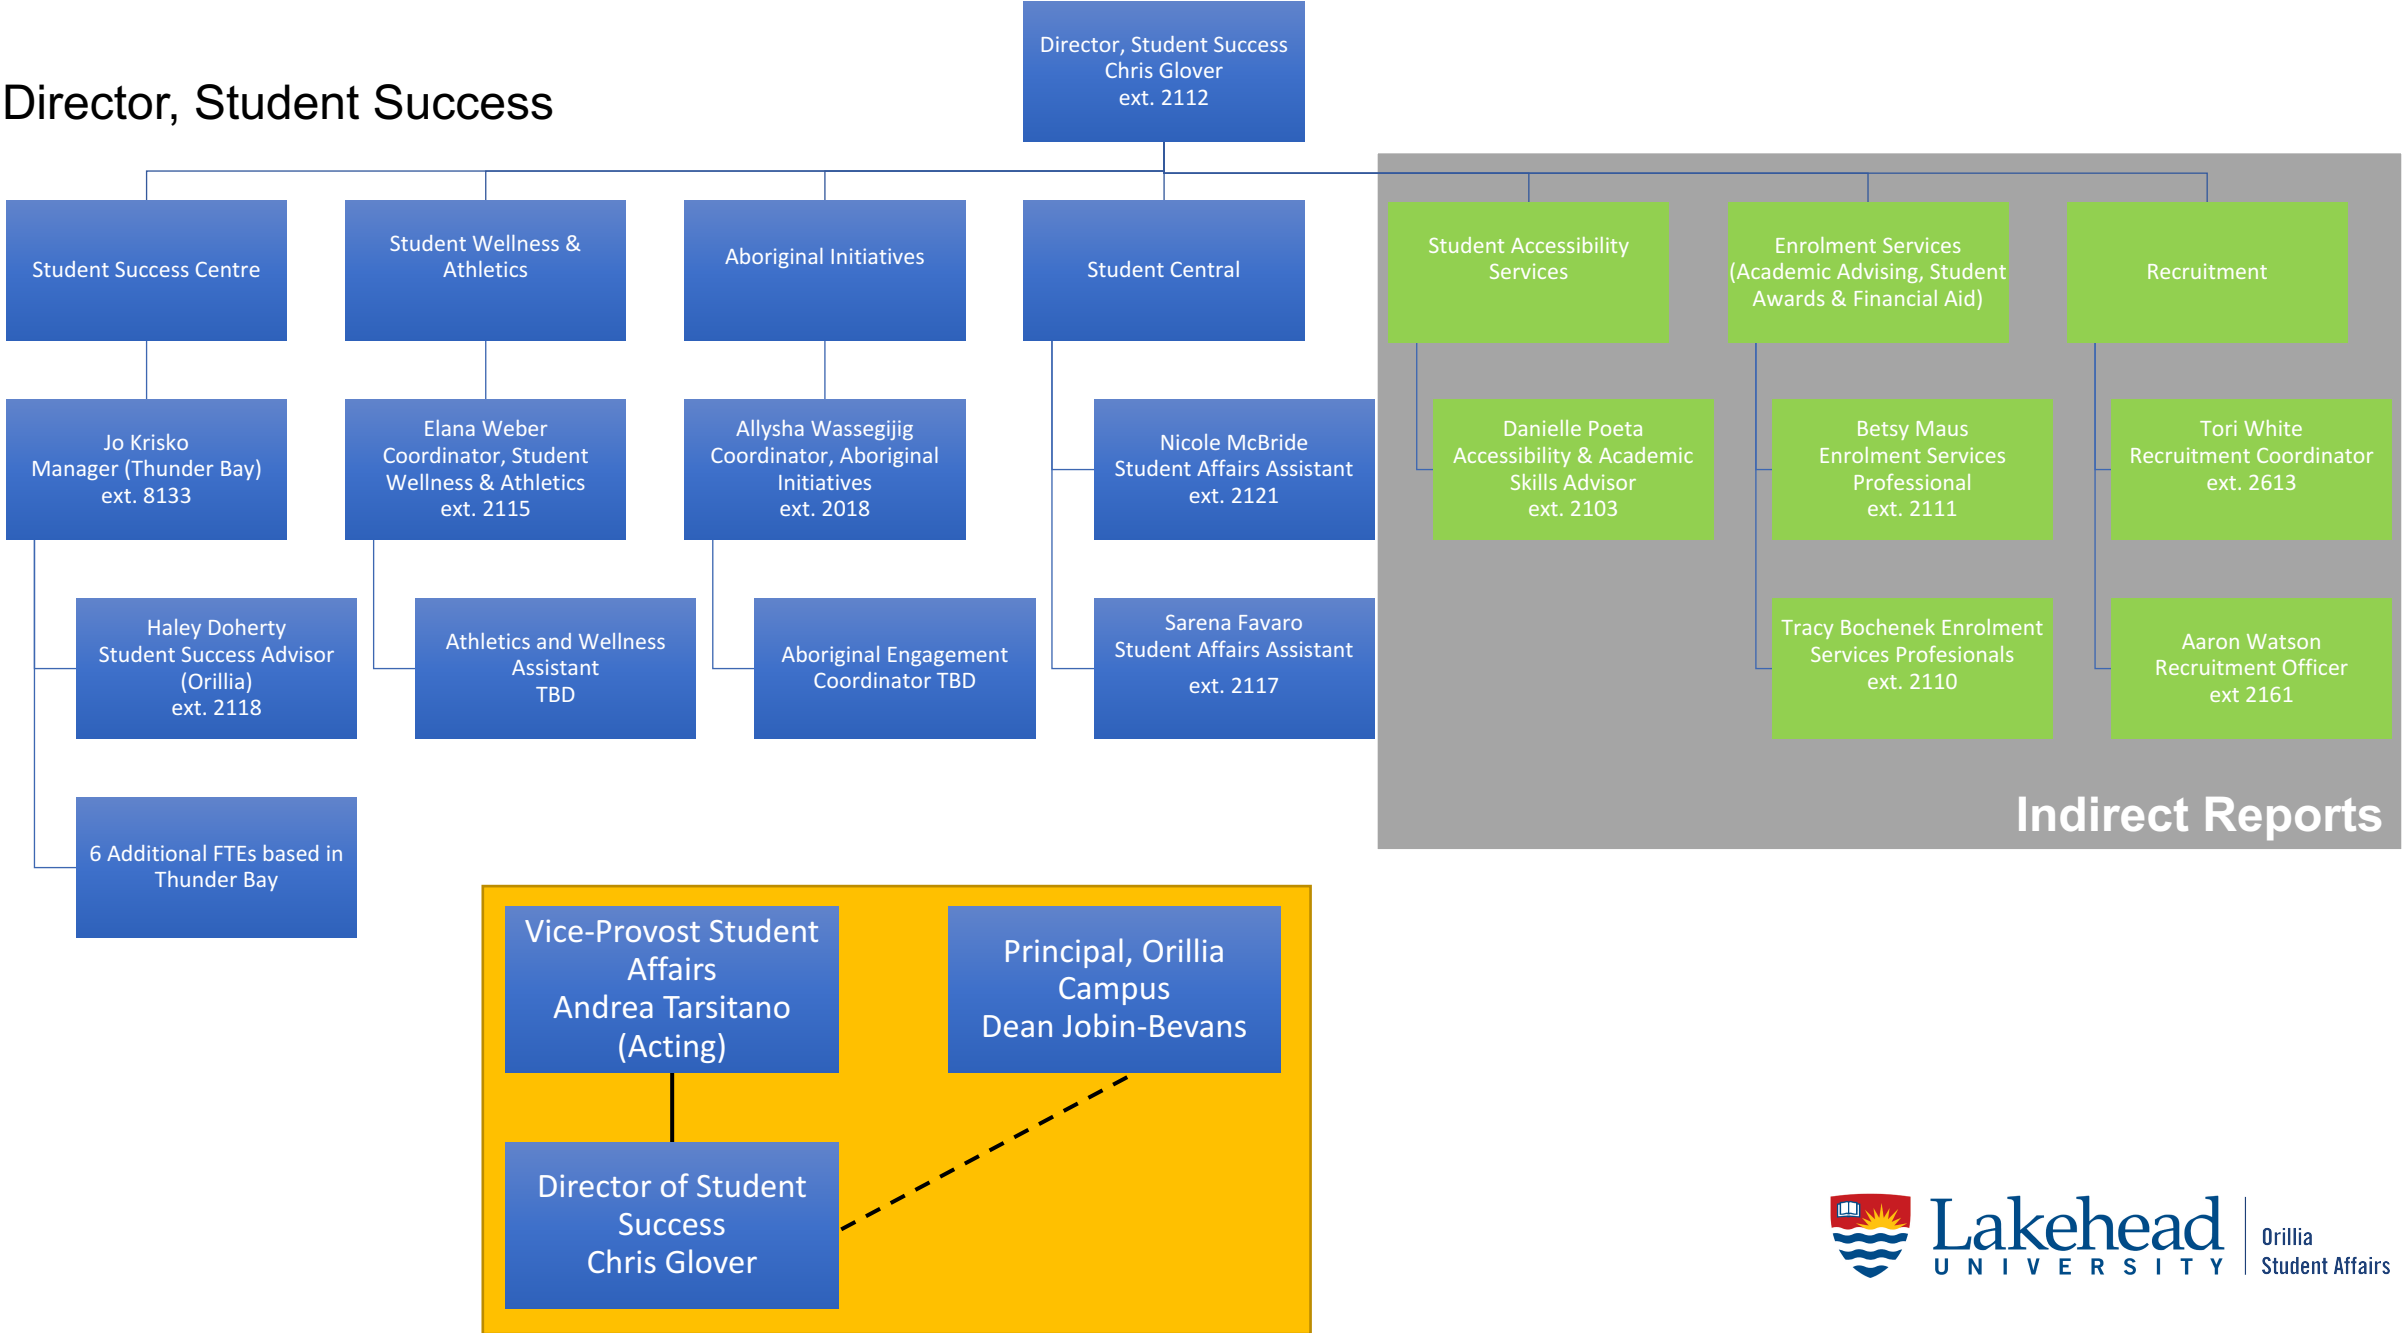 Director, Student Success
Chris Glover
ext. 2112
Director, Student Success
Student Success Centre
Student Wellness &
Athletics
Aboriginal Initiatives
Student Central
Student Accessibility
Services
Enrolment Services
(Academic Advising, Student
Awards & Financial Aid)
Recruitment
Jo Krisko
Manager (Thunder Bay)
ext. 8133
Elana Weber
Coordinator, Student
Wellness & Athletics
ext. 2115
Allysha Wassegijig
Coordinator, Aboriginal
Initiatives
ext. 2018
Nicole McBride
Student Affairs Assistant
ext. 2121
Danielle Poeta
Accessibility & Academic
Skills Advisor
ext. 2103
Betsy Maus
Enrolment Services
Professional
ext. 2111
Tori White
Recruitment Coordinator
ext. 2613
Haley Doherty
Student Success Advisor
(Orillia)
ext. 2118
Athletics and Wellness
Assistant
TBD
Aboriginal Engagement
Coordinator TBD
Sarena Favaro
Student Affairs Assistant
ext. 2117
Tracy Bochenek Enrolment
Services Profesionals
ext. 2110
Aaron Watson
Recruitment Officer
ext 2161
6 Additional FTEs based in
Thunder Bay
Indirect Reports
Vice-Provost Student
Affairs
Andrea Tarsitano
(Acting)
Principal, Orillia
Campus
Dean Jobin-Bevans
Director of Student
Success
Chris Glover
Lakehead
UNIVERSITY
Orillia
Student Affairs